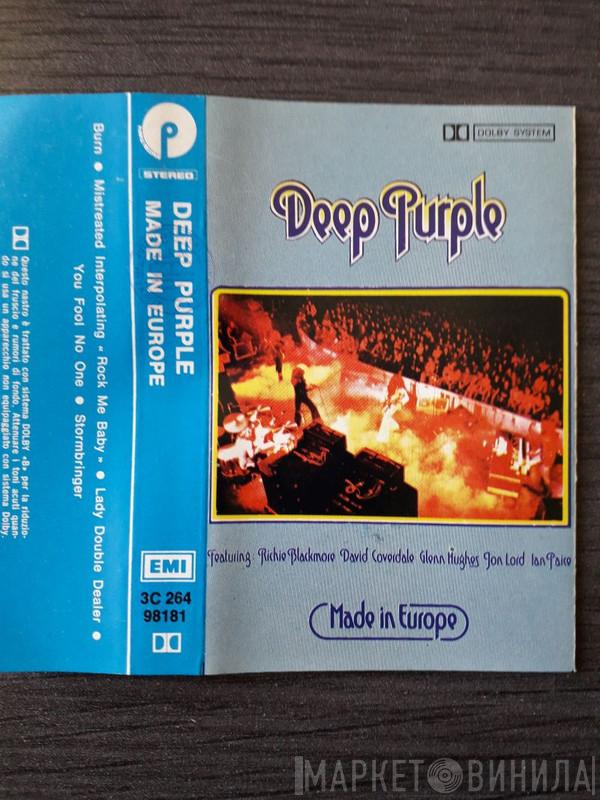 DOLBY SYSTEM
Deep Purple
Featuring Richie Blackmore David Coverdale Glenn Hughes Jon Lord Ian Paice
Made in Europe
STEREO
DEEP PURPLE
MADE IN EUROPE
EMI
3C 264
98181
Burn ● Mistreated Interpolating « Rock Me Baby » ● Lady Double Dealer ●
You Fool No One ● Stormbringer
Questo nastro è trattato con sistema DOLBY «B» per la riduzio-
ne del fruscio e rumori di fondo. Attenuare i toni acuti quan-
do si usa un apparecchio non equipaggiato con sistema Dolby.
МАРКЕТ ВИНИЛА